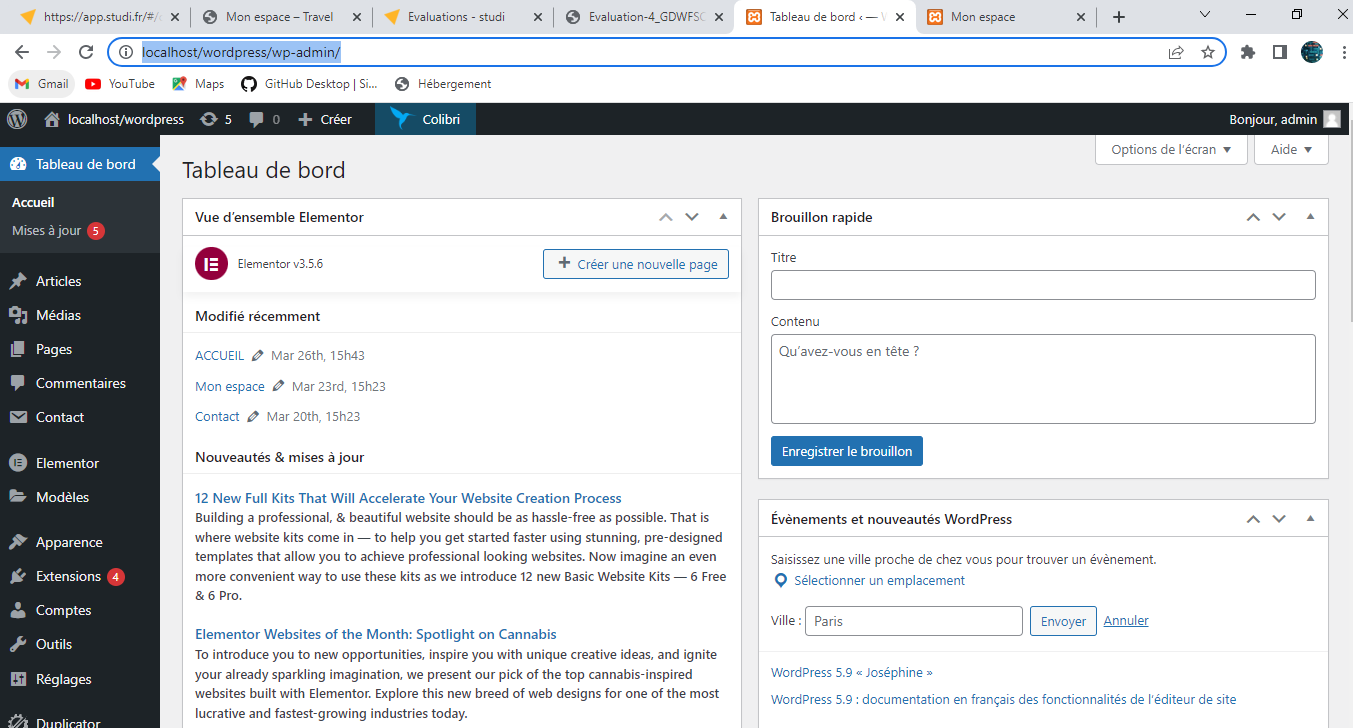 https://app.studi.fr/#/
Mon espace – Travel
Evaluations - studi
Evaluation-4_GDWFSC
Tableau de bord ‹ —
Mon espace
localhost/wordpress/wp-admin/
Gmail
YouTube
Maps
GitHub Desktop | Si...
Hébergement
localhost/wordpress
5
0
Créer
Colibri
Bonjour, admin
Tableau de bord
Accueil
Mises à jour 5
Articles
Médias
Pages
Commentaires
Contact
Elementor
Modèles
Apparence
Extensions 4
Comptes
Outils
Réglages
Duplicator
Options de l'écran
Aide
Tableau de bord
Vue d'ensemble Elementor
Elementor v3.5.6
Créer une nouvelle page
Modifié récemment
ACCUEIL Mar 26th, 15h43
Mon espace Mar 23rd, 15h23
Contact Mar 20th, 15h23
Nouveautés & mises à jour
12 New Full Kits That Will Accelerate Your Website Creation Process
Building a professional, & beautiful website should be as hassle-free as possible. That is
where website kits come in — to help you get started faster using stunning, pre-designed
templates that allow you to achieve professional looking websites. Now imagine an even
more convenient way to use these kits as we introduce 12 new Basic Website Kits — 6 Free
& 6 Pro.
Elementor Websites of the Month: Spotlight on Cannabis
To introduce you to new opportunities, inspire you with unique creative ideas, and ignite
your already sparkling imagination, we present our pick of the top cannabis-inspired
websites built with Elementor. Explore this new breed of web designs for one of the most
lucrative and fastest-growing industries today.
Brouillon rapide
Titre
Contenu
Qu'avez-vous en tête ?
Enregistrer le brouillon
Évènements et nouveautés WordPress
Saisissez une ville proche de chez vous pour trouver un évènement.
Sélectionner un emplacement
Ville : Paris
Envoyer
Annuler
WordPress 5.9 « Joséphine »
WordPress 5.9 : documentation en français des fonctionnalités de l'éditeur de site